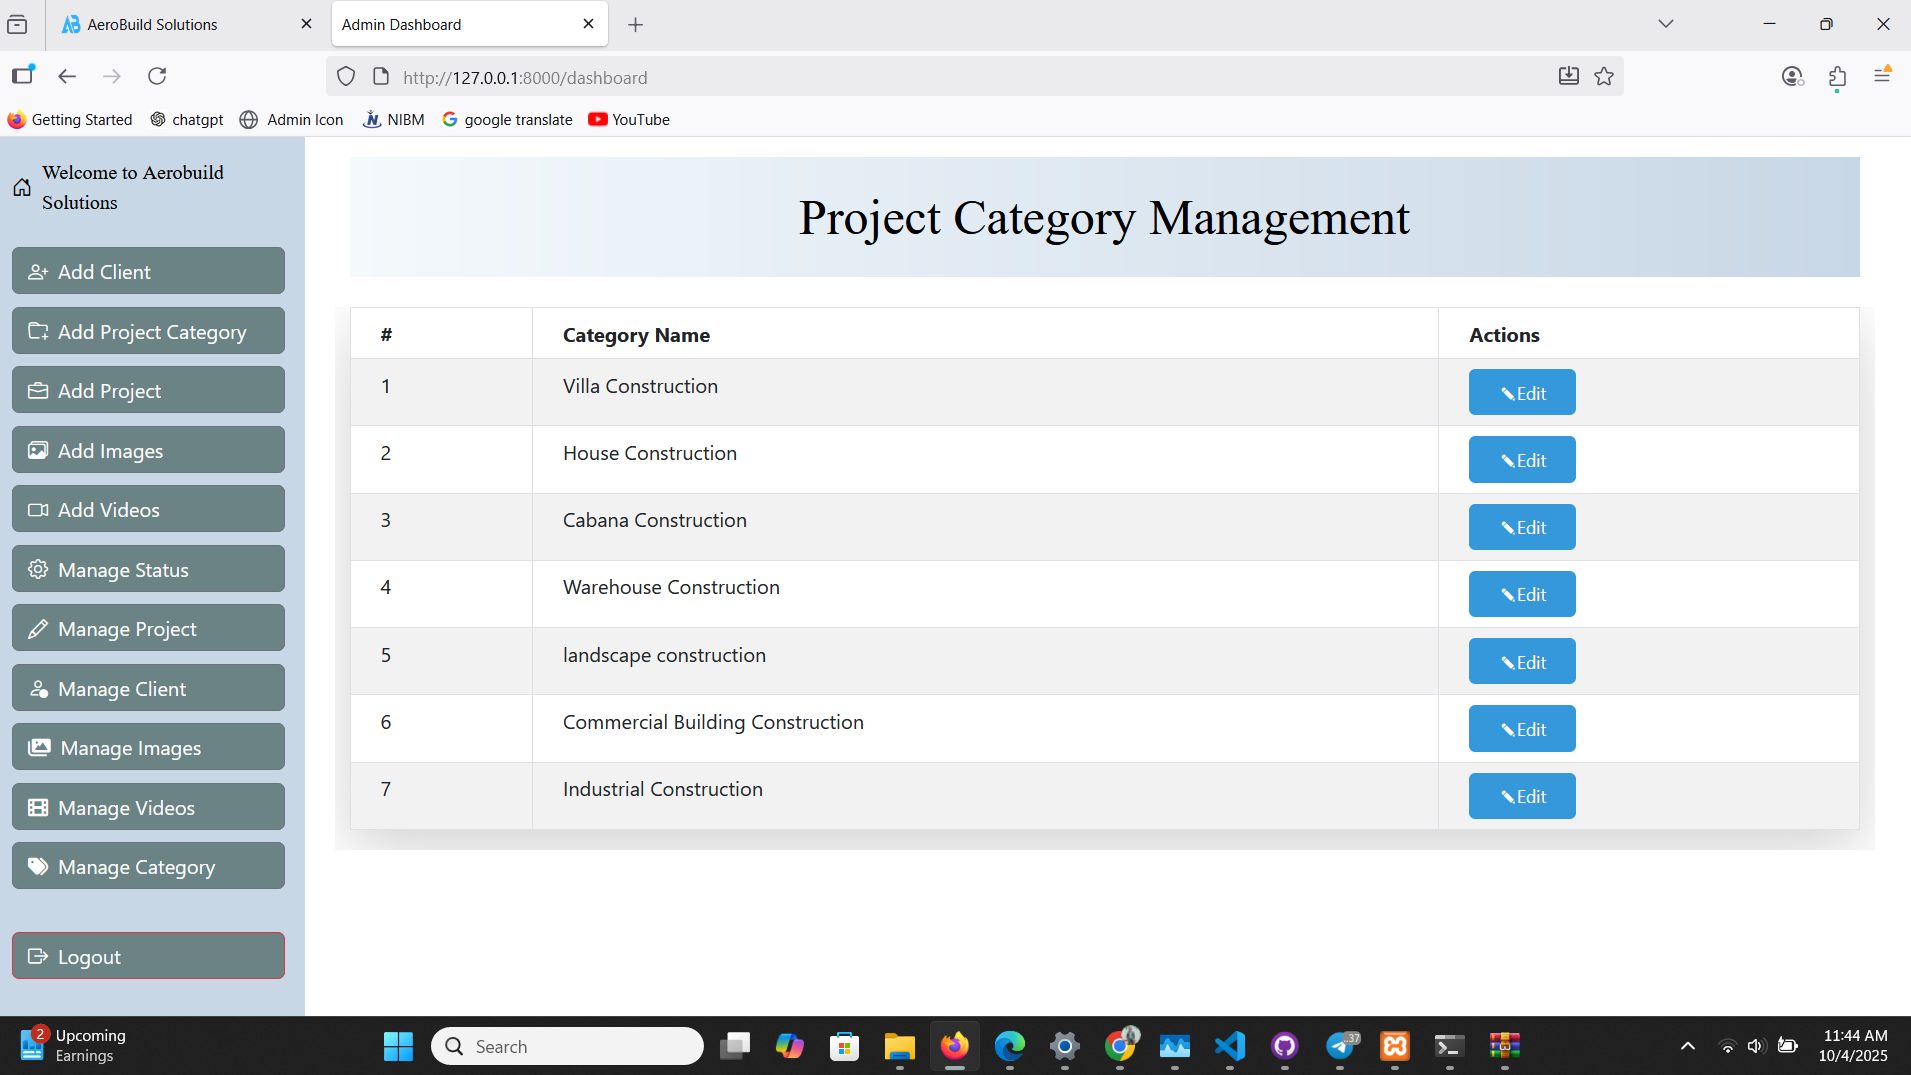 AeroBuild Solutions
Admin Dashboard
http://127.0.0.1:8000/dashboard
Getting Started
chatgpt
Admin Icon
NIBM
google translate
YouTube
Welcome to Aerobuild
Solutions
Add Client
Add Project Category
Add Project
Add Images
Add Videos
Manage Status
Manage Project
Manage Client
Manage Images
Manage Videos
Manage Category
Logout
Project Category Management
# Category Name Actions
1 Villa Construction Edit
2 House Construction Edit
3 Cabana Construction Edit
4 Warehouse Construction Edit
5 landscape construction Edit
6 Commercial Building Construction Edit
7 Industrial Construction Edit
2
Upcoming
Earnings
Search
..37
11:44 AM
10/4/2025